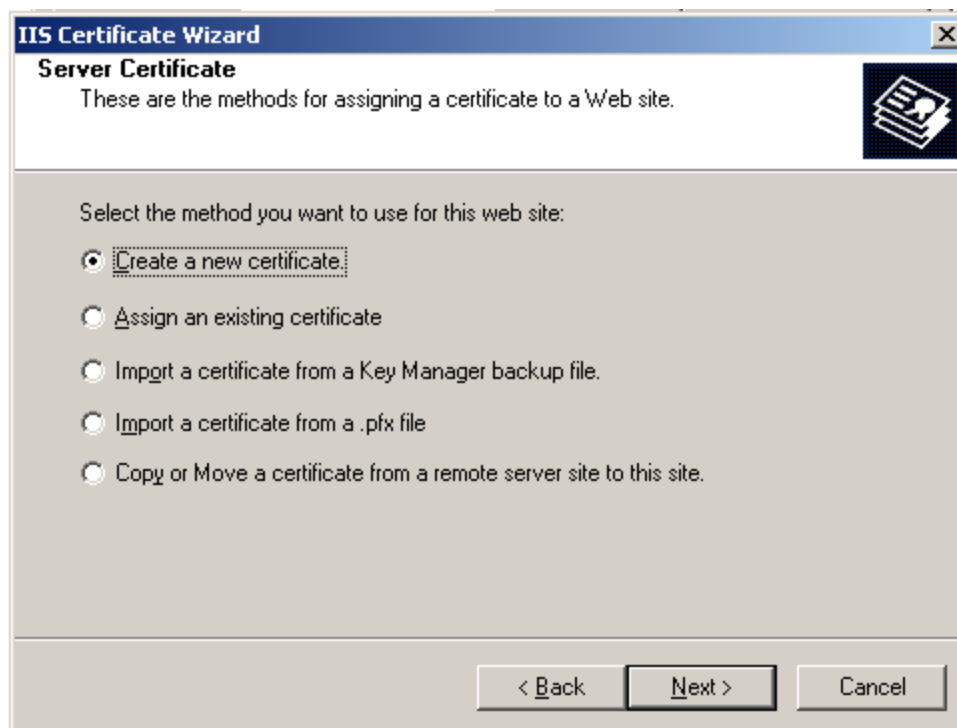 IIS Certificate Wizard
Server Certificate
These are the methods for assigning a certificate to a Web site.
Select the method you want to use for this web site:
Create a new certificate.
Assign an existing certificate
Import a certificate from a Key Manager backup file.
Import a certificate from a .pfx file
Copy or Move a certificate from a remote server site to this site.
< Back
Next >
Cancel